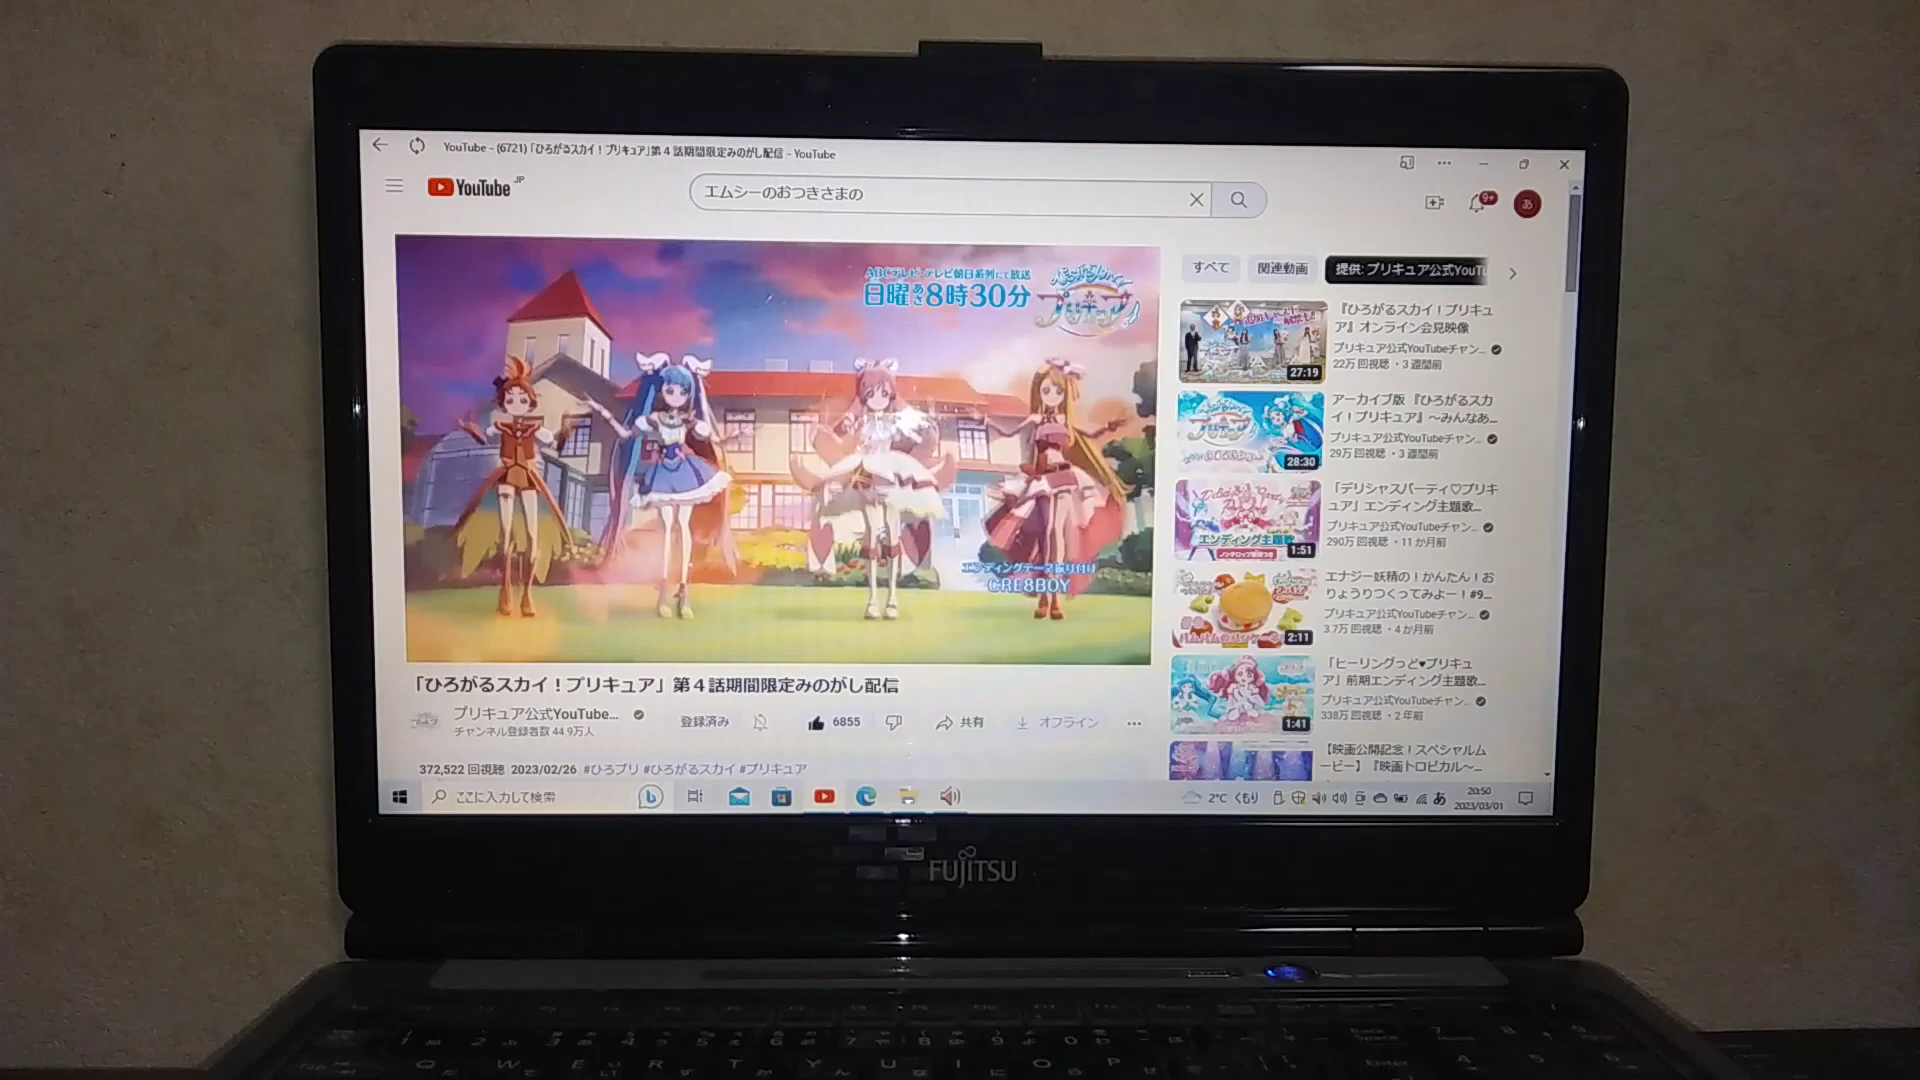 YouTube - (6721)「ひろがるスカイ！プリキュア」第４話期間限定みのがし配信 - YouTube
YouTube JP
エムシーのおつきさまの
9+
あ
ABCテレビ・テレビ朝日系列にて放送
日曜あさ8時30分
プリキュア
エンディングテーマ振り付け
CRE8BOY
「ひろがるスカイ！プリキュア」第４話期間限定みのがし配信
プリキュア公式YouTube...
チャンネル登録者数 44.9万人
登録済み
6855
共有
オフライン
372,522 回視聴 2023/02/26 #ひろプリ #ひろがるスカイ #プリキュア
すべて
関連動画
提供: プリキュア公式YouTu
27:19
『ひろがるスカイ！プリキュ
ア』オンライン会見映像
プリキュア公式YouTubeチャン...
22万 回視聴 ・3 週間前
28:30
アーカイブ版 『ひろがるスカ
イ！プリキュア』～みんなあ...
プリキュア公式YouTubeチャン...
29万 回視聴 ・3 週間前
エンディング主題歌
1:51
「デリシャスパーティ♡プリキ
ュア」エンディング主題歌...
プリキュア公式YouTubeチャン...
290万 回視聴 ・11 か月前
2:11
エナジー妖精の！かんたん！お
りょうりつくってみよー！#9...
プリキュア公式YouTubeチャン...
3.7万 回視聴 ・4 か月前
1:41
「ヒーリングっど♥プリキュ
ア」前期エンディング主題歌...
プリキュア公式YouTubeチャン...
338万 回視聴 ・2 年前
【映画公開記念！スペシャルム
ービー】『映画トロピカル～...
ここに入力して検索
2°C くもり
あ
20:50
2023/03/01
FUJITSU
Q W E R T Y U I O P